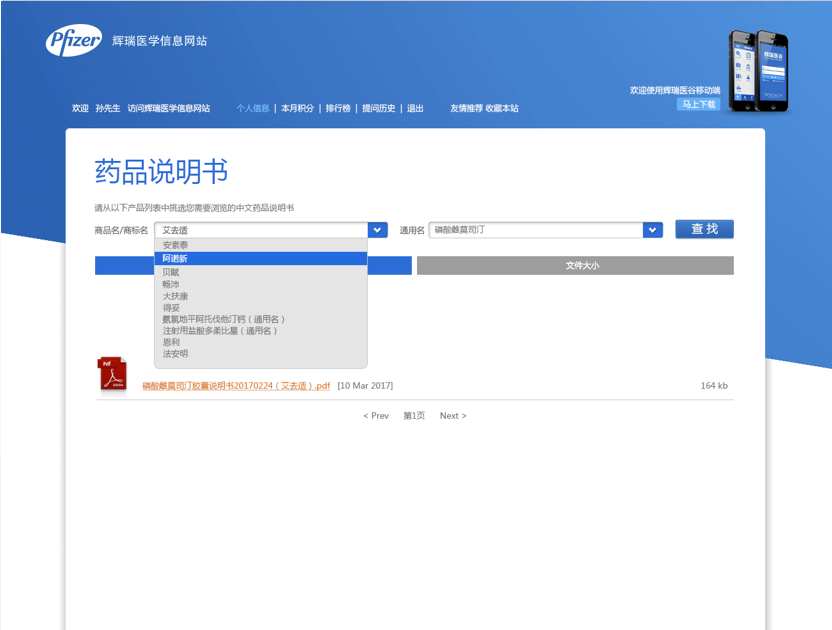 Pfizer 辉瑞医学信息网站
欢迎使用辉瑞医谷移动端
马上下载
欢迎 孙先生 访问辉瑞医学信息网站 个人信息 | 本月积分 | 排行榜 | 提问历史 | 退出 友情推荐 收藏本站
药品说明书
请从以下产品列表中挑选您需要浏览的中文药品说明书
商品名/商标名 艾去适 通用名 磷酸雌莫司汀 查 找
安素泰
阿诺新
贝赋
畅沛
大扶康
得妥
氨氯地平阿托伐他汀钙(通用名)
注射用盐酸多柔比星(通用名)
恩利
法安明
文件大小
磷酸雌莫司汀胶囊说明书20170224(艾去适).pdf [10 Mar 2017] 164 kb
< Prev 第1页 Next >